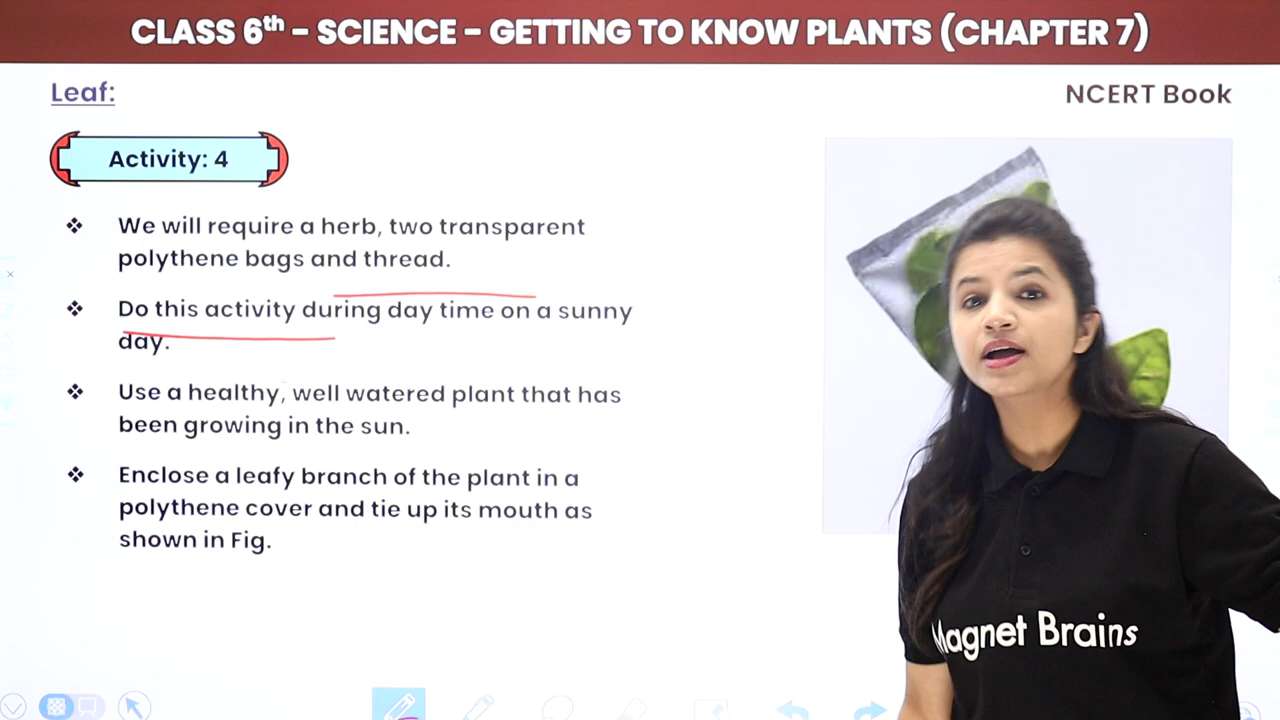 CLASS 6th – SCIENCE – GETTING TO KNOW PLANTS (CHAPTER 7)
Leaf:
NCERT Book
Activity: 4
❖ We will require a herb, two transparent
polythene bags and thread.
❖ Do this activity during day time on a sunny
day.
❖ Use a healthy, well watered plant that has
been growing in the sun.
❖ Enclose a leafy branch of the plant in a
polythene cover and tie up its mouth as
shown in Fig.
Magnet Brains